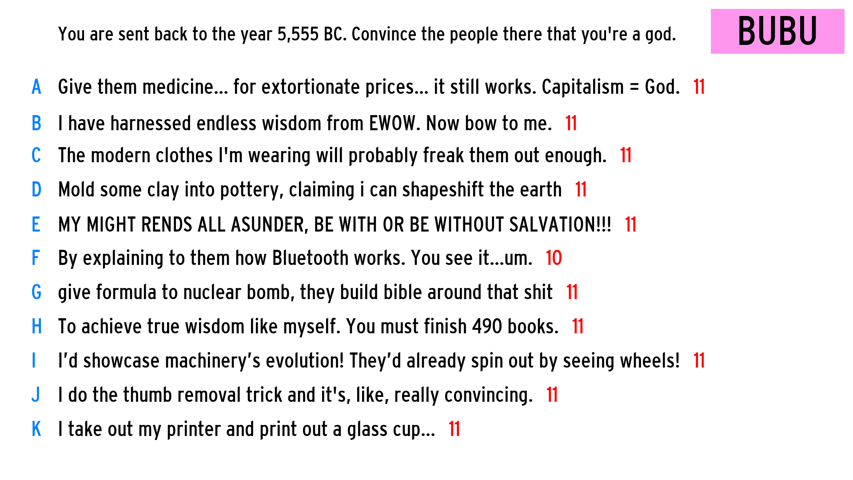 You are sent back to the year 5,555 BC. Convince the people there that you're a god.
BUBU
A Give them medicine... for extortionate prices... it still works. Capitalism = God. 11
B I have harnessed endless wisdom from EWOW. Now bow to me. 11
C The modern clothes I'm wearing will probably freak them out enough. 11
D Mold some clay into pottery, claiming i can shapeshift the earth 11
E MY MIGHT RENDS ALL ASUNDER, BE WITH OR BE WITHOUT SALVATION!!! 11
F By explaining to them how Bluetooth works. You see it...um. 10
G give formula to nuclear bomb, they build bible around that shit 11
H To achieve true wisdom like myself. You must finish 490 books. 11
I I’d showcase machinery’s evolution! They’d already spin out by seeing wheels! 11
J I do the thumb removal trick and it's, like, really convincing. 11
K I take out my printer and print out a glass cup... 11